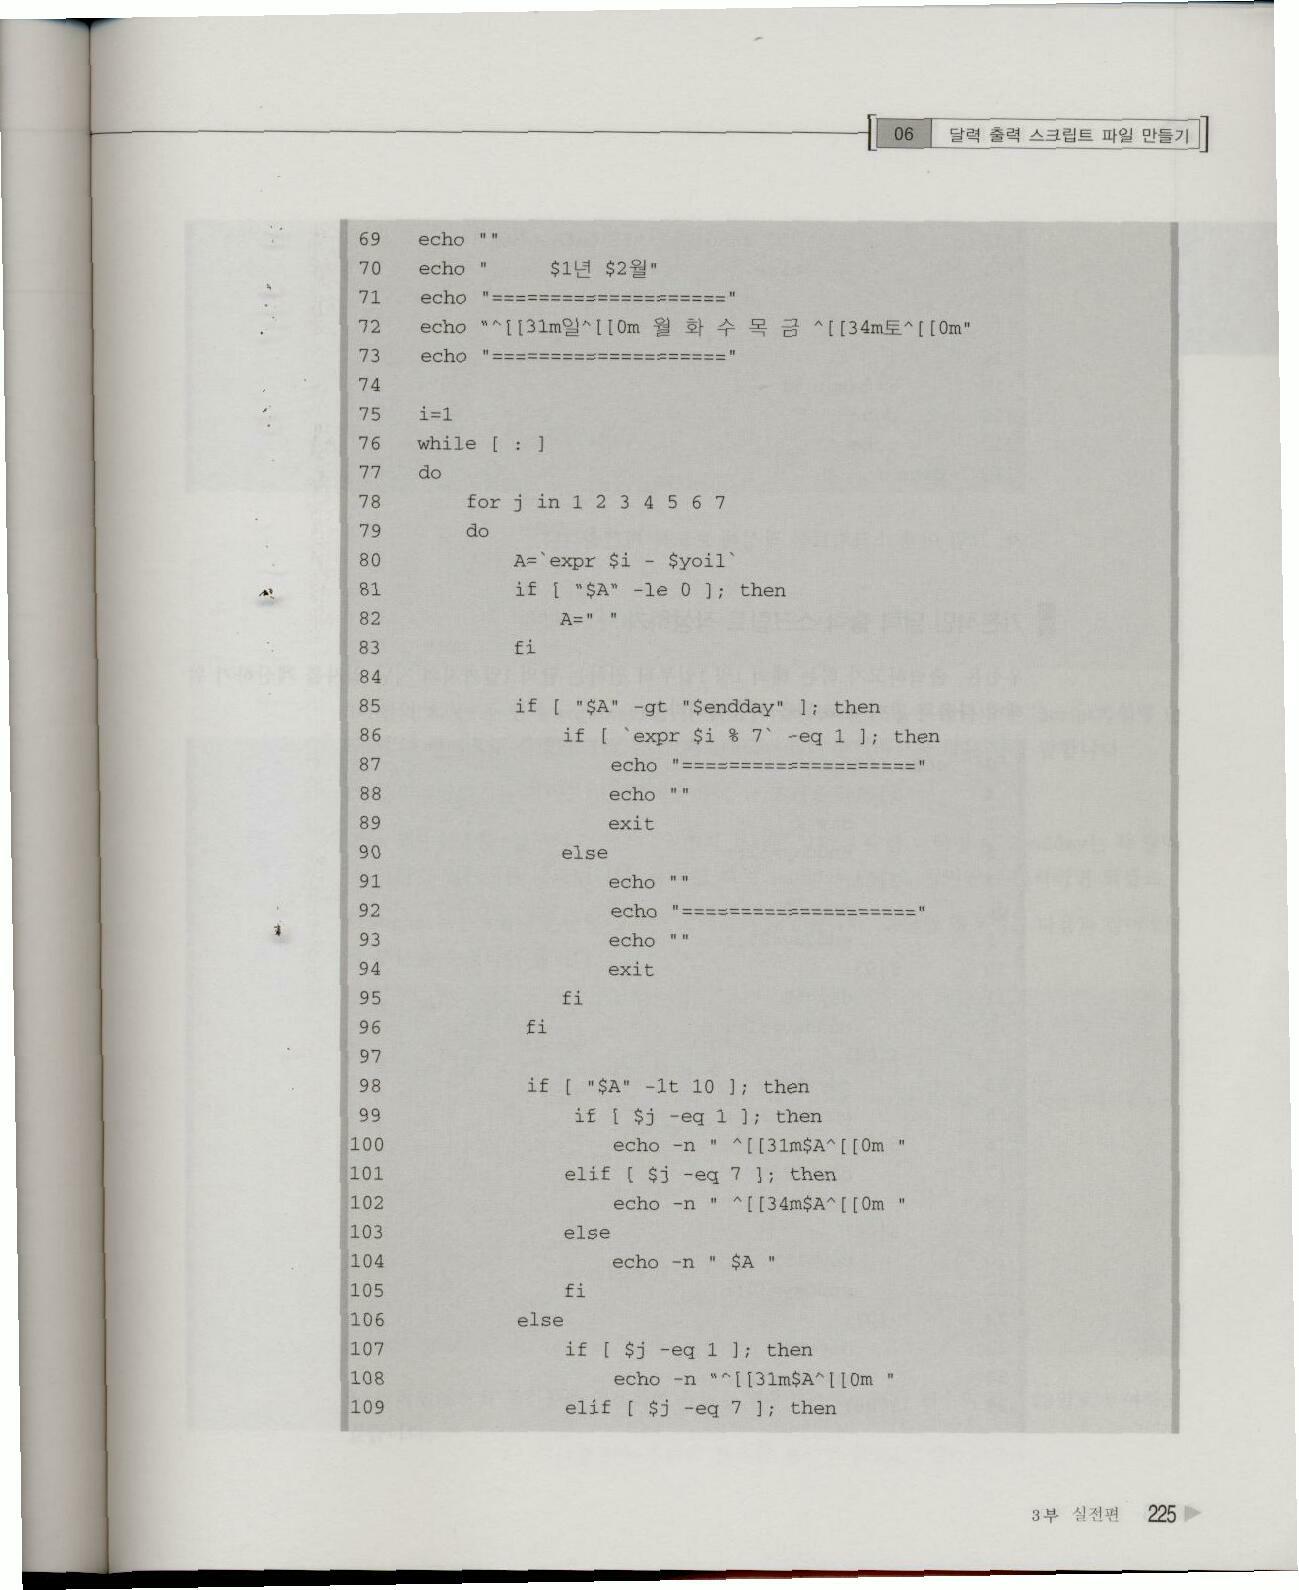 06 달력 출력 스크립트 파일 만들기
69 echo ""
70 echo "      $1년 $2월"
71 echo "===================="
72 echo "^[[31m일^[[0m 월 화 수 목 금 ^[[34m토^[[0m"
73 echo "===================="
74
75 i=1
76 while [ : ]
77 do
78     for j in 1 2 3 4 5 6 7
79     do
80         A=`expr $i - $yoil`
81         if [ "$A" -le 0 ]; then
82             A=" "
83         fi
84
85         if [ "$A" -gt "$endday" ]; then
86             if [ `expr $i % 7` -eq 1 ]; then
87                 echo "===================="
88                 echo ""
89                 exit
90             else
91                 echo ""
92                 echo "===================="
93                 echo ""
94                 exit
95             fi
96          fi
97
98          if [ "$A" -lt 10 ]; then
99              if [ $j -eq 1 ]; then
100                 echo -n " ^[[31m$A^[[0m "
101             elif [ $j -eq 7 ]; then
102                 echo -n " ^[[34m$A^[[0m "
103             else
104                 echo -n " $A "
105             fi
106         else
107             if [ $j -eq 1 ]; then
108                 echo -n "^[[31m$A^[[0m "
109             elif [ $j -eq 7 ]; then
3부 실전편 225